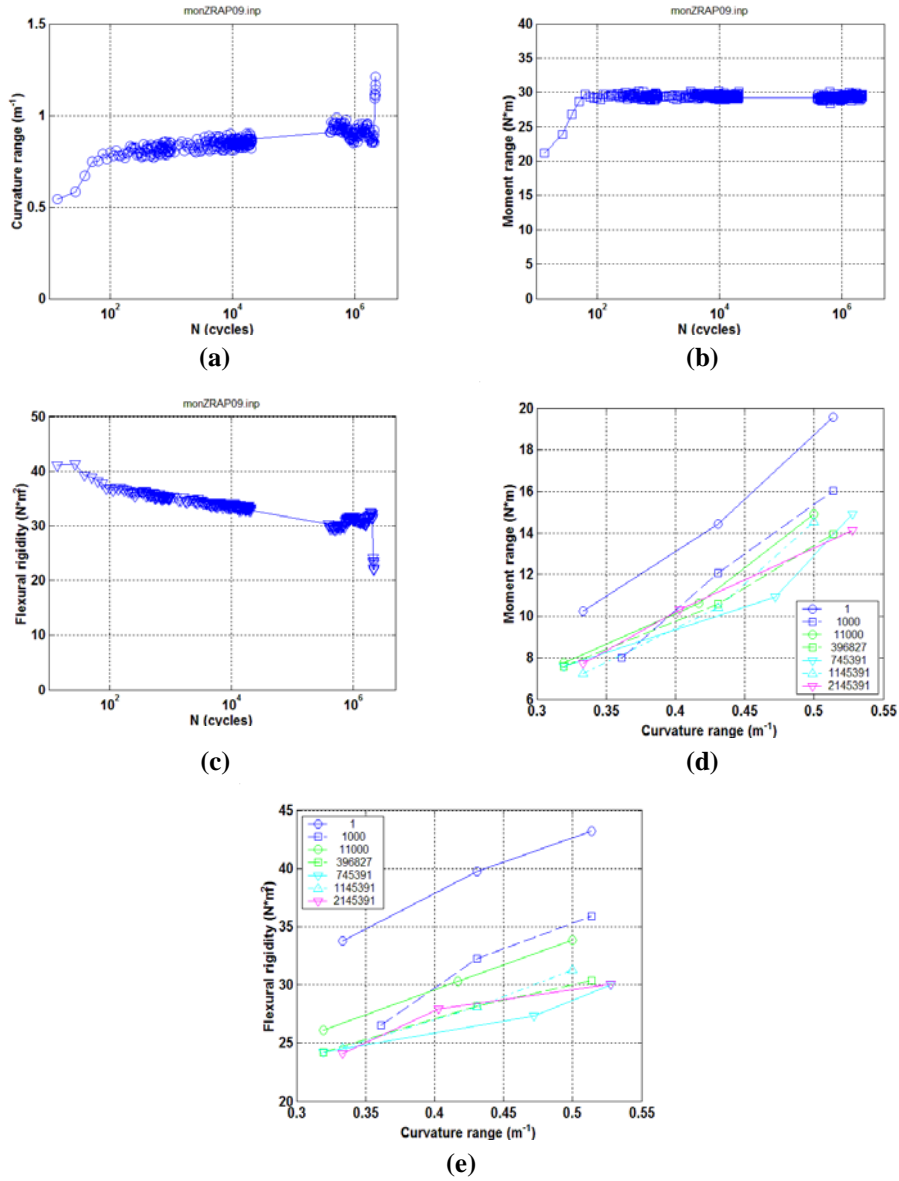 monZRAP09.inp
1.5
1
0.5
0
Curvature range (m⁻¹)
10² 10⁴ 10⁶
N (cycles)
(a)
monZRAP09.inp
40
35
30
25
20
15
10
5
0
Moment range (N*m)
10² 10⁴ 10⁶
N (cycles)
(b)
monZRAP09.inp
50
40
30
20
10
0
Flexural rigidity (N*m²)
10² 10⁴ 10⁶
N (cycles)
(c)
20
18
16
14
12
10
8
6
Moment range (N*m)
1
1000
11000
396827
745391
1145391
2145391
0.3 0.35 0.4 0.45 0.5 0.55
Curvature range (m⁻¹)
(d)
45
40
35
30
25
20
Flexural rigidity (N*m²)
1
1000
11000
396827
745391
1145391
2145391
0.3 0.35 0.4 0.45 0.5 0.55
Curvature range (m⁻¹)
(e)